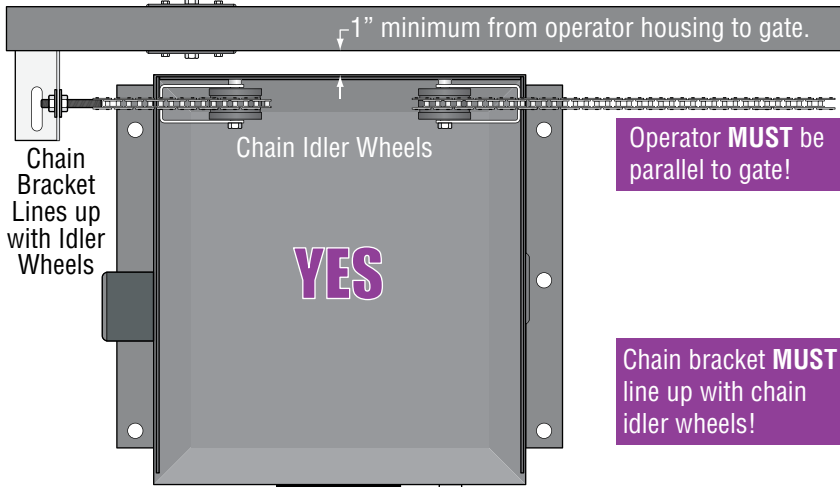 1” minimum from operator housing to gate.
Chain
Bracket
Lines up
with Idler
Wheels
Chain Idler Wheels
YES
Operator MUST be
parallel to gate!
Chain bracket MUST
line up with chain
idler wheels!